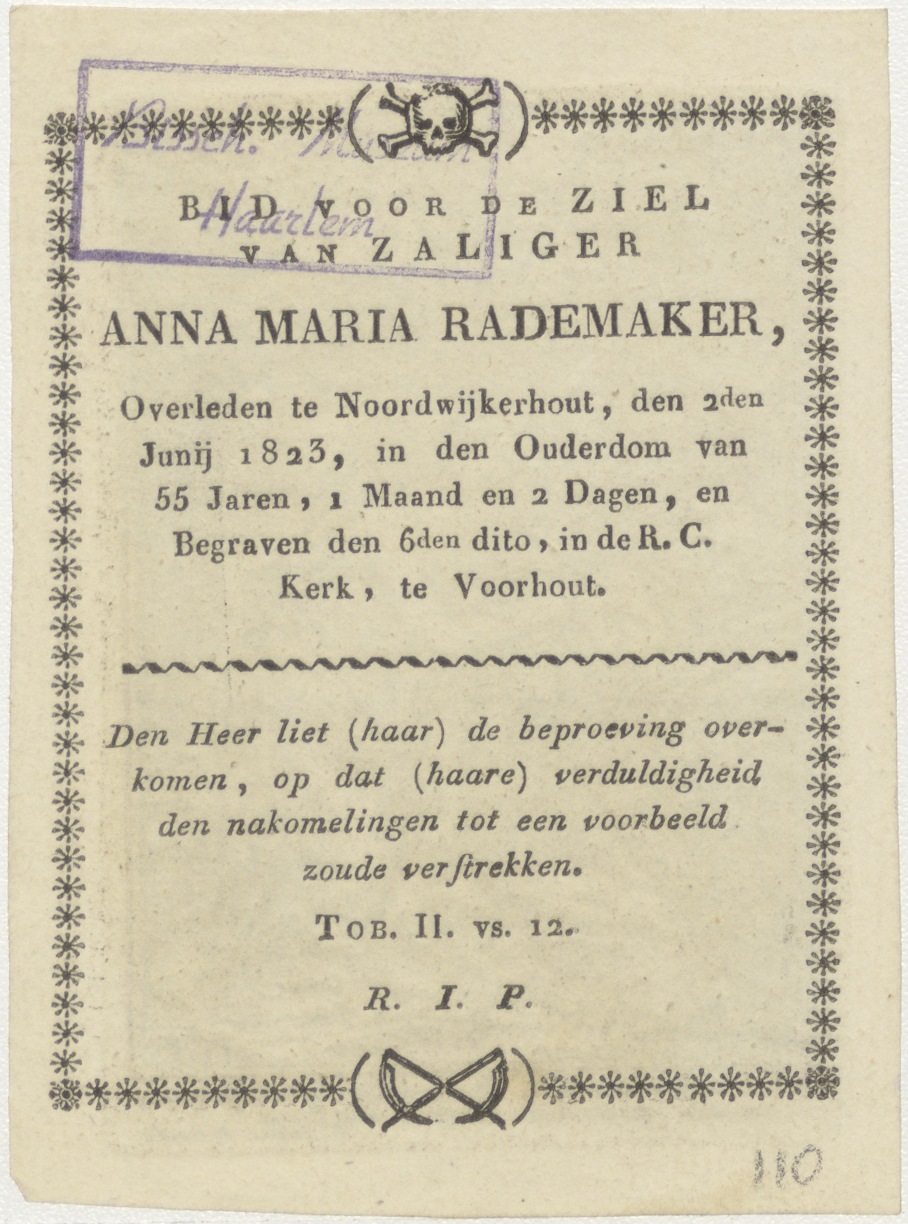 Bissch. Museum
Haarlem
BID VOOR DE ZIEL
VAN ZALIGER
ANNA MARIA RADEMAKER,
Overleden te Noordwijkerhout, den 2den
Junij 1823, in den Ouderdom van
55 Jaren, 1 Maand en 2 Dagen, en
Begraven den 6den dito, in de R. C.
Kerk, te Voorhout.
Den Heer liet (haar) de beproeving over-
komen, op dat (haare) verduldigheid
den nakomelingen tot een voorbeeld
zoude verſtrekken.
TOB. II. vs. 12.
R. I. P.
110